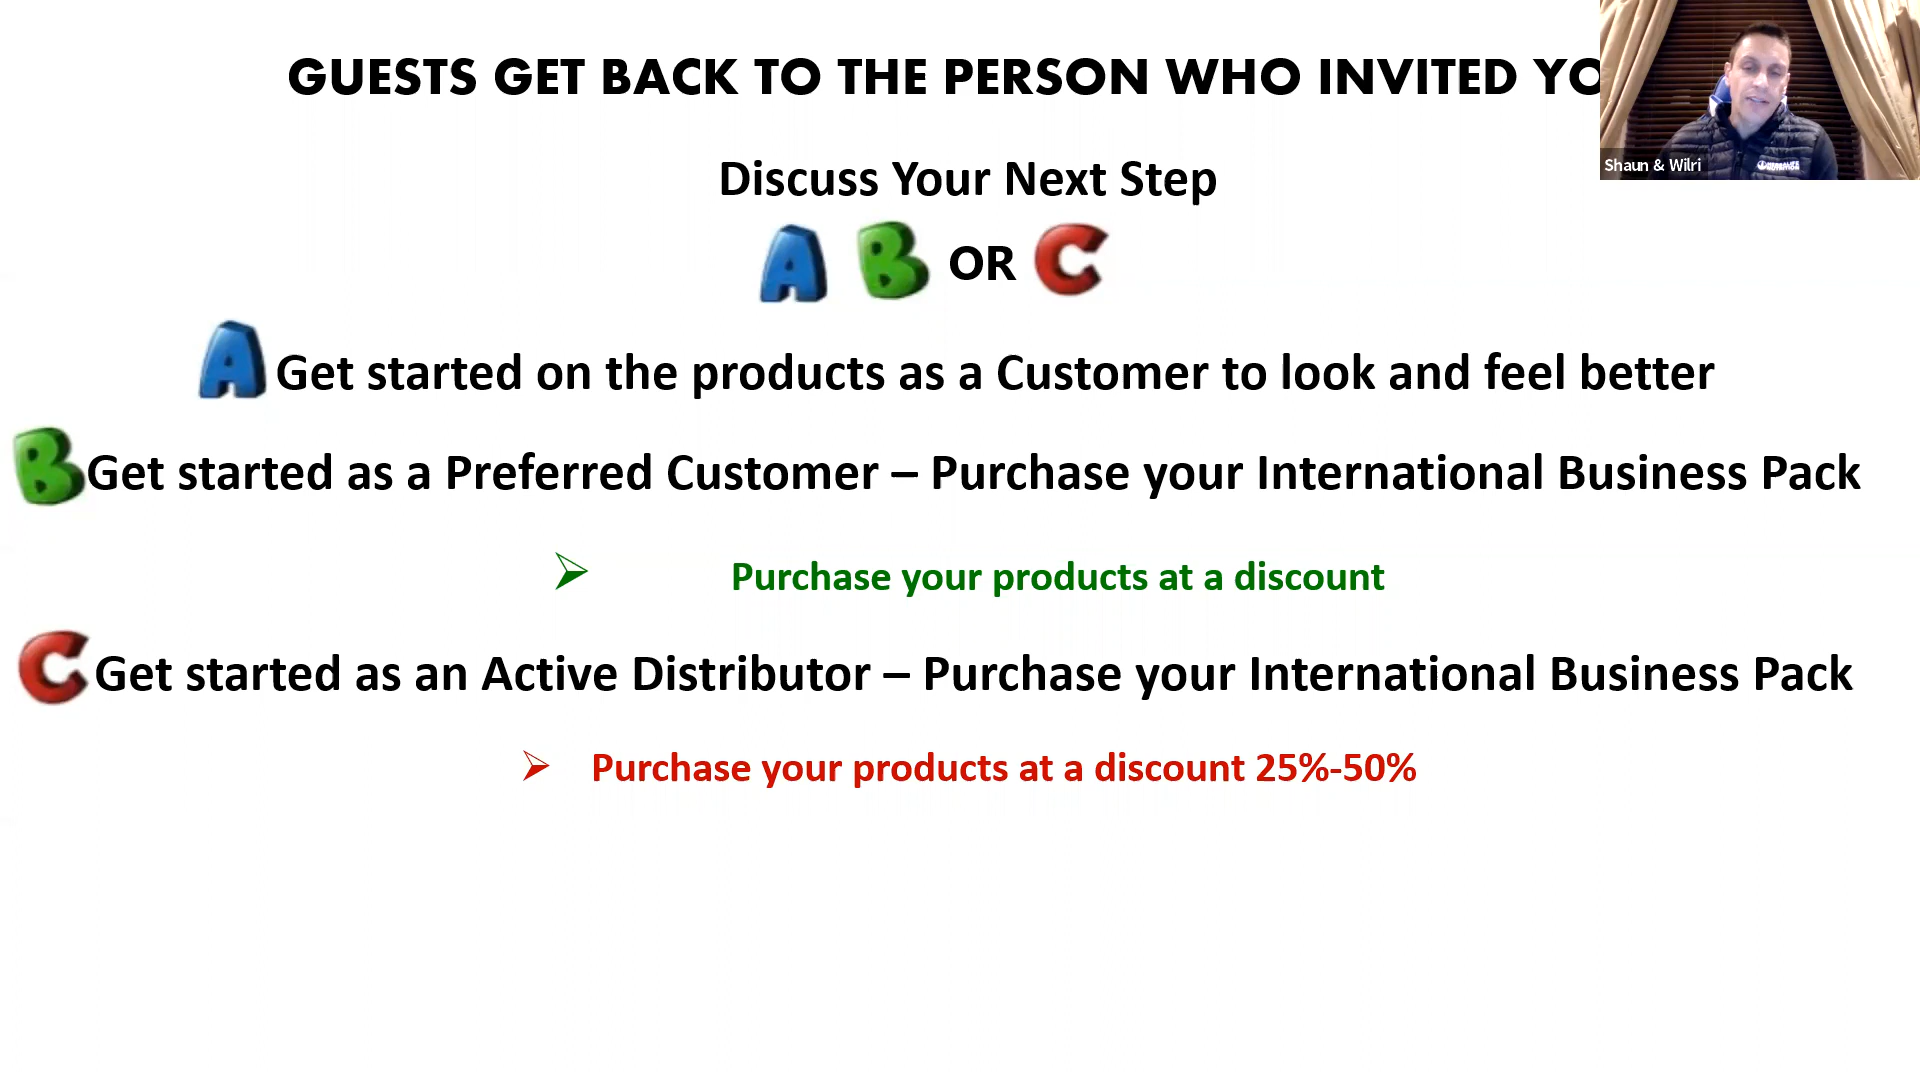 GUESTS GET BACK TO THE PERSON WHO INVITED YO
Shaun & Wilri
Discuss Your Next Step
A B OR C
A Get started on the products as a Customer to look and feel better
B Get started as a Preferred Customer – Purchase your International Business Pack
➢ Purchase your products at a discount
C Get started as an Active Distributor – Purchase your International Business Pack
➢ Purchase your products at a discount 25%-50%